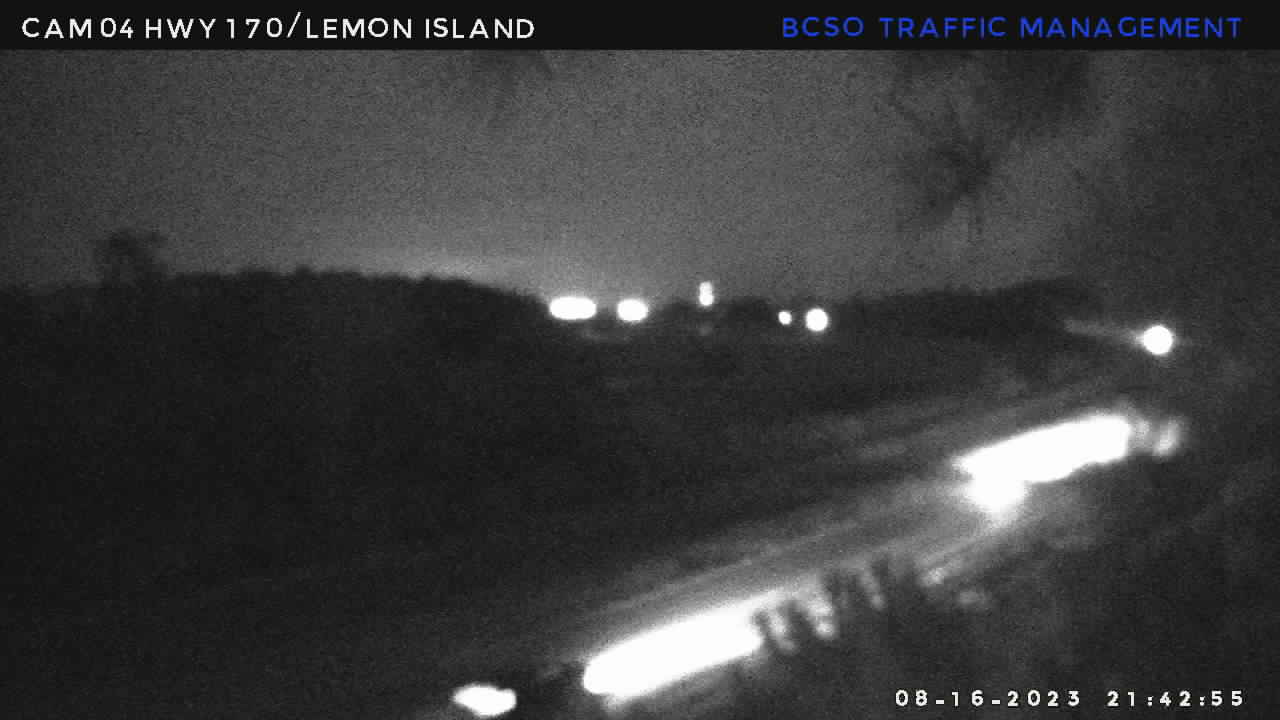 CAM04 HWY 170/LEMON ISLAND
BCSO TRAFFIC MANAGEMENT
08-16-2023 21:42:55